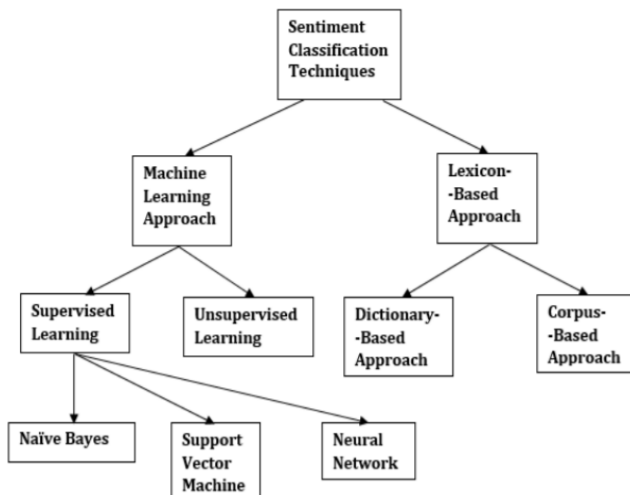 Sentiment
Classification
Techniques
Machine
Learning
Approach
Lexicon-
-Based
Approach
Supervised
Learning
Unsupervised
Learning
Dictionary-
-Based
Approach
Corpus-
-Based
Approach
Naïve Bayes
Support
Vector
Machine
Neural
Network